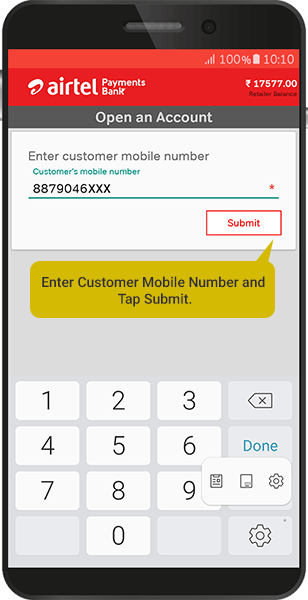 100% 10:10
airtel Payments Bank
₹ 17577.00
Retailer Balance
Open an Account
Enter customer mobile number
Customer's mobile number
8879046XXX *
Submit
Enter Customer Mobile Number and
Tap Submit.
1 2 3
4 5 6 Done
7 8 9
0